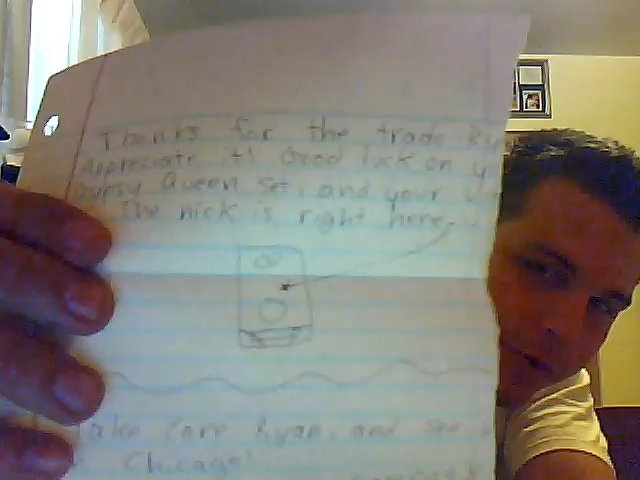 Thanks for the trade
Appreciate it! Good luck on
Gypsy Queen set, and your
The nick is right here.
take care Ryan, and see
Chicago!